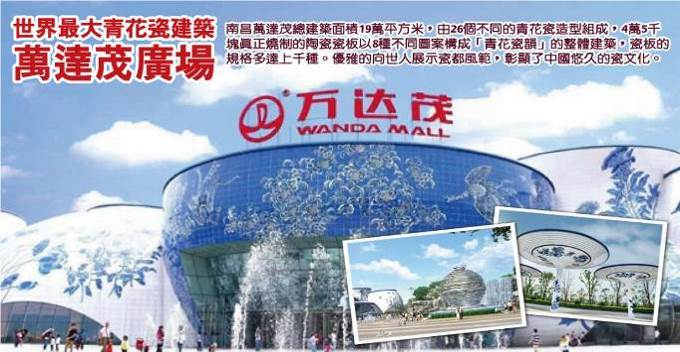 世界最大青花瓷建築
萬達茂廣場
南昌萬達茂總建築面積19萬平方米，由26個不同的青花瓷造型組成，4萬5千
塊真正燒制的陶瓷瓷板以8種不同圖案構成「青花瓷韻」的整體建築，瓷板的
規格多達上千種。優雅的向世人展示瓷都風範，彰顯了中國悠久的瓷文化。
万达茂
WANDA MALL